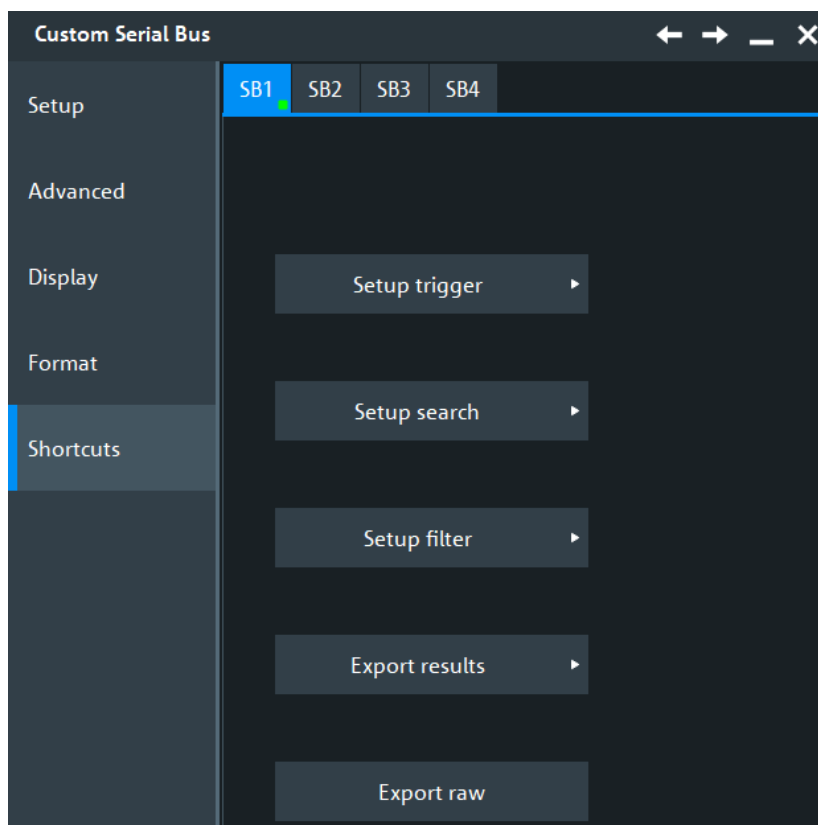 Custom Serial Bus
Setup
Advanced
Display
Format
Shortcuts
SB1 SB2 SB3 SB4
Setup trigger
Setup search
Setup filter
Export results
Export raw